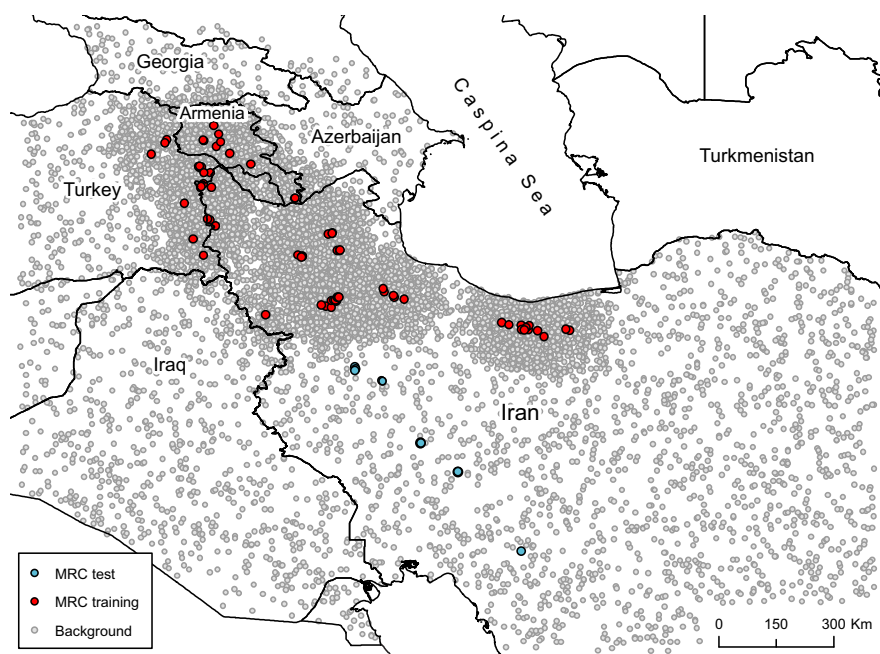 Georgia
Armenia
Azerbaijan
Caspina Sea
Turkmenistan
Turkey
Iraq
Iran
MRC test
MRC training
Background
0 150 300 Km